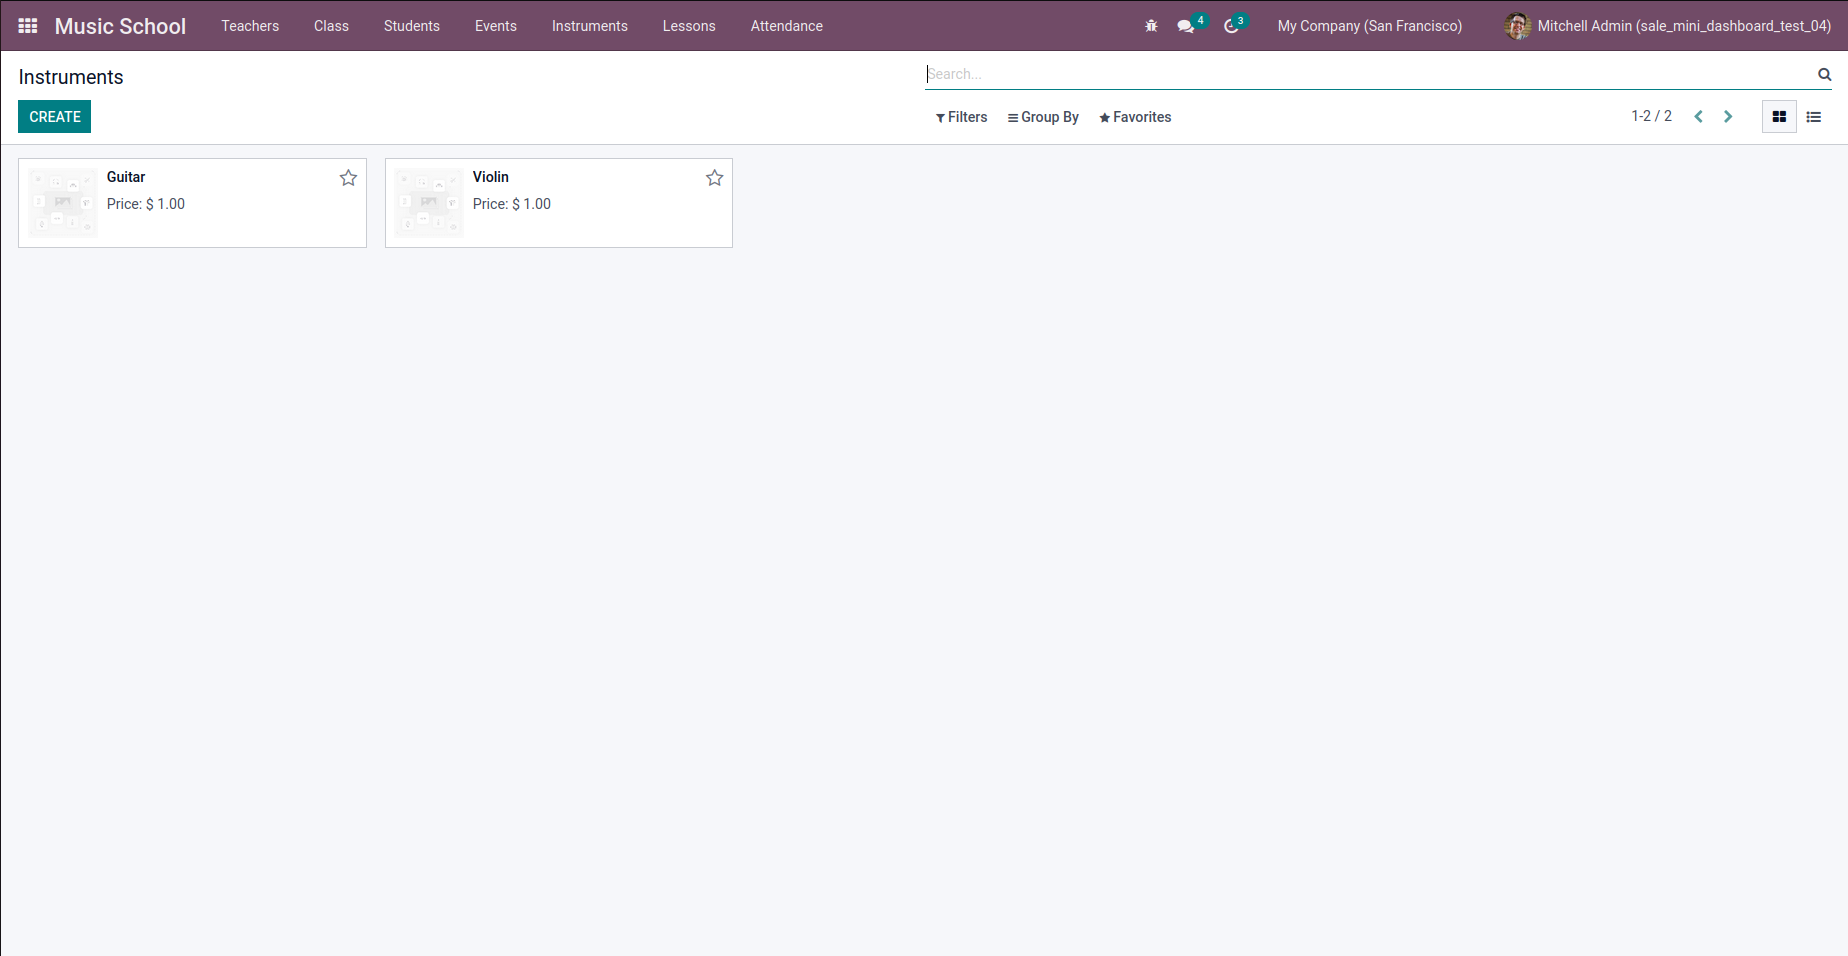 Music School Teachers Class Students Events Instruments Lessons Attendance 4 3 My Company (San Francisco) Mitchell Admin (sale_mini_dashboard_test_04)
Instruments
Search...
CREATE
Filters Group By Favorites 1-2 / 2
Guitar
Price: $ 1.00
Violin
Price: $ 1.00